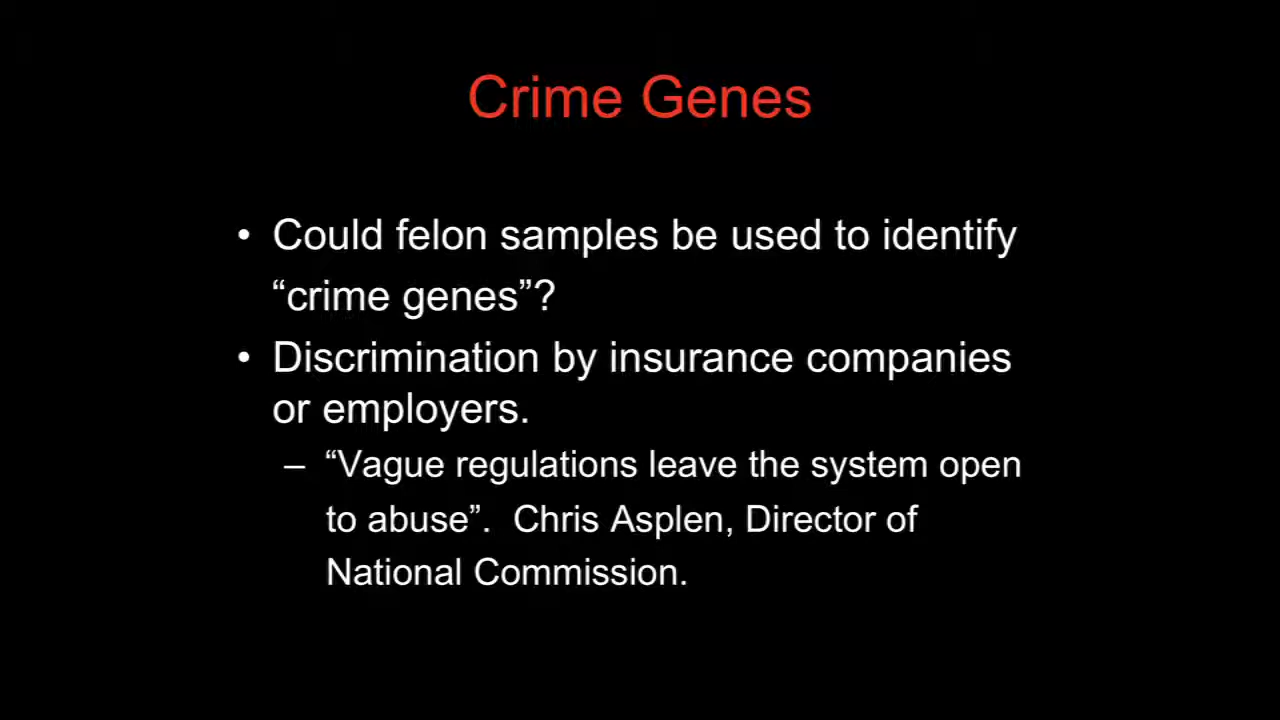 Crime Genes
• Could felon samples be used to identify
“crime genes”?
• Discrimination by insurance companies
or employers.
– “Vague regulations leave the system open
to abuse”.  Chris Asplen, Director of
National Commission.